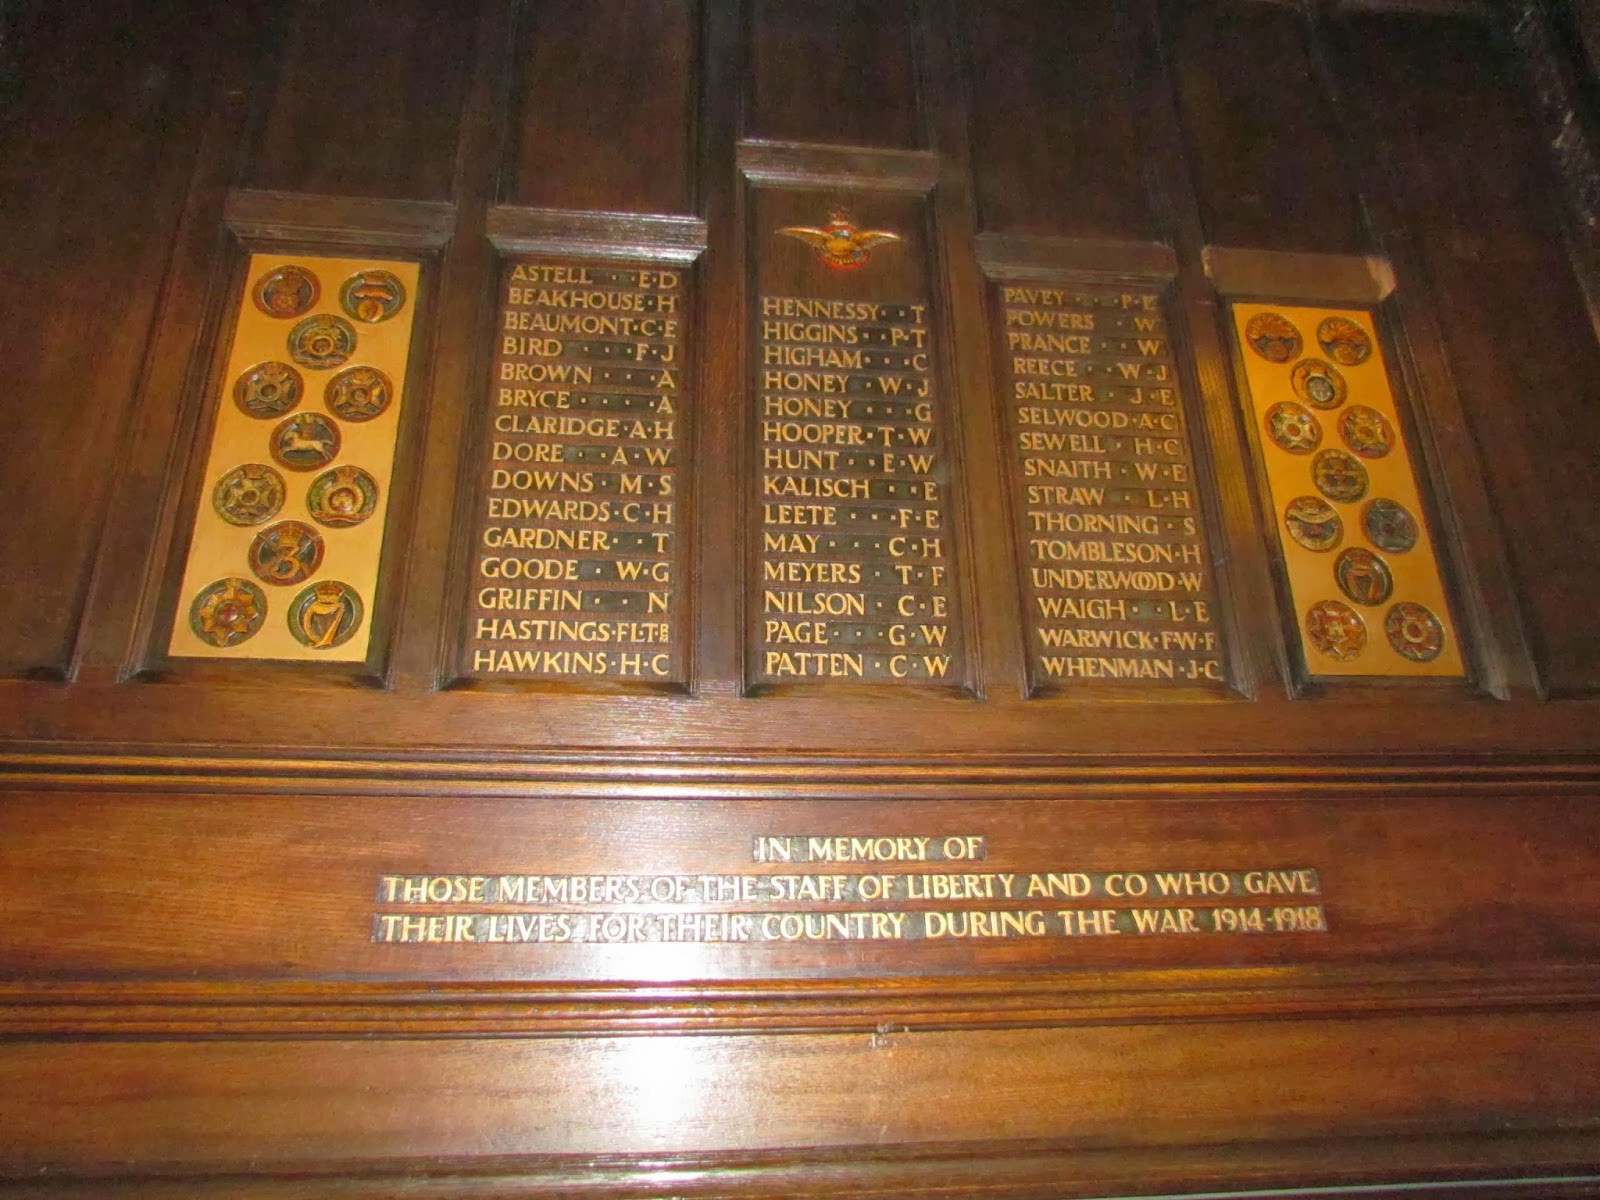 ASTELL · · E·D
BEAKHOUSE·H
BEAUMONT·C·E
BIRD · · · F·J
BROWN · · · A
BRYCE · · · · A
CLARIDGE·A·H
DORE · · A·W
DOWNS · M·S
EDWARDS·C·H
GARDNER · · T
GOODE · W·G
GRIFFIN · · N
HASTINGS·FLT·
HAWKINS·H·C
HENNESSY · · T
HIGGINS · · P·T
HIGHAM · · · C
HONEY · W·J
HONEY · · · G
HOOPER·T·W
HUNT · · E·W
KALISCH · · E
LEETE · · · F·E
MAY · · · C·H
MEYERS · T·F
NILSON · C·E
PAGE · · · G·W
PATTEN · C·W
PAVEY · · · P·E
POWERS · W
PRANCE · · W
REECE · · W·J
SALTER · J·E
SELWOOD·A·C
SEWELL · H·C
SNAITH · W·E
STRAW · L·H
THORNING · S
TOMBLESON·H
UNDERWOOD·W
WAIGH · · L·E
WARWICK·F·W·F
WHENMAN·J·C
3
IN MEMORY OF
THOSE MEMBERS OF THE STAFF OF LIBERTY AND CO WHO GAVE
THEIR LIVES FOR THEIR COUNTRY DURING THE WAR 1914-1918